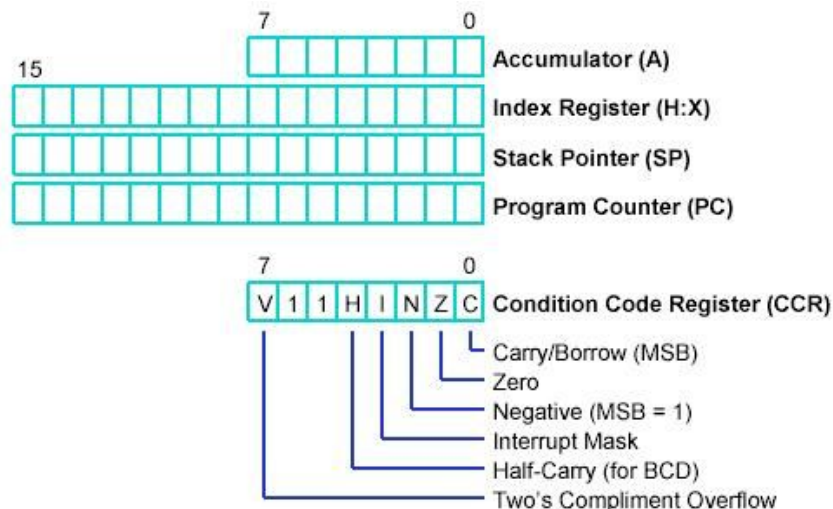 7 0
Accumulator (A)
15
Index Register (H:X)
Stack Pointer (SP)
Program Counter (PC)
7 0
V 1 1 H I N Z C Condition Code Register (CCR)
Carry/Borrow (MSB)
Zero
Negative (MSB = 1)
Interrupt Mask
Half-Carry (for BCD)
Two's Compliment Overflow